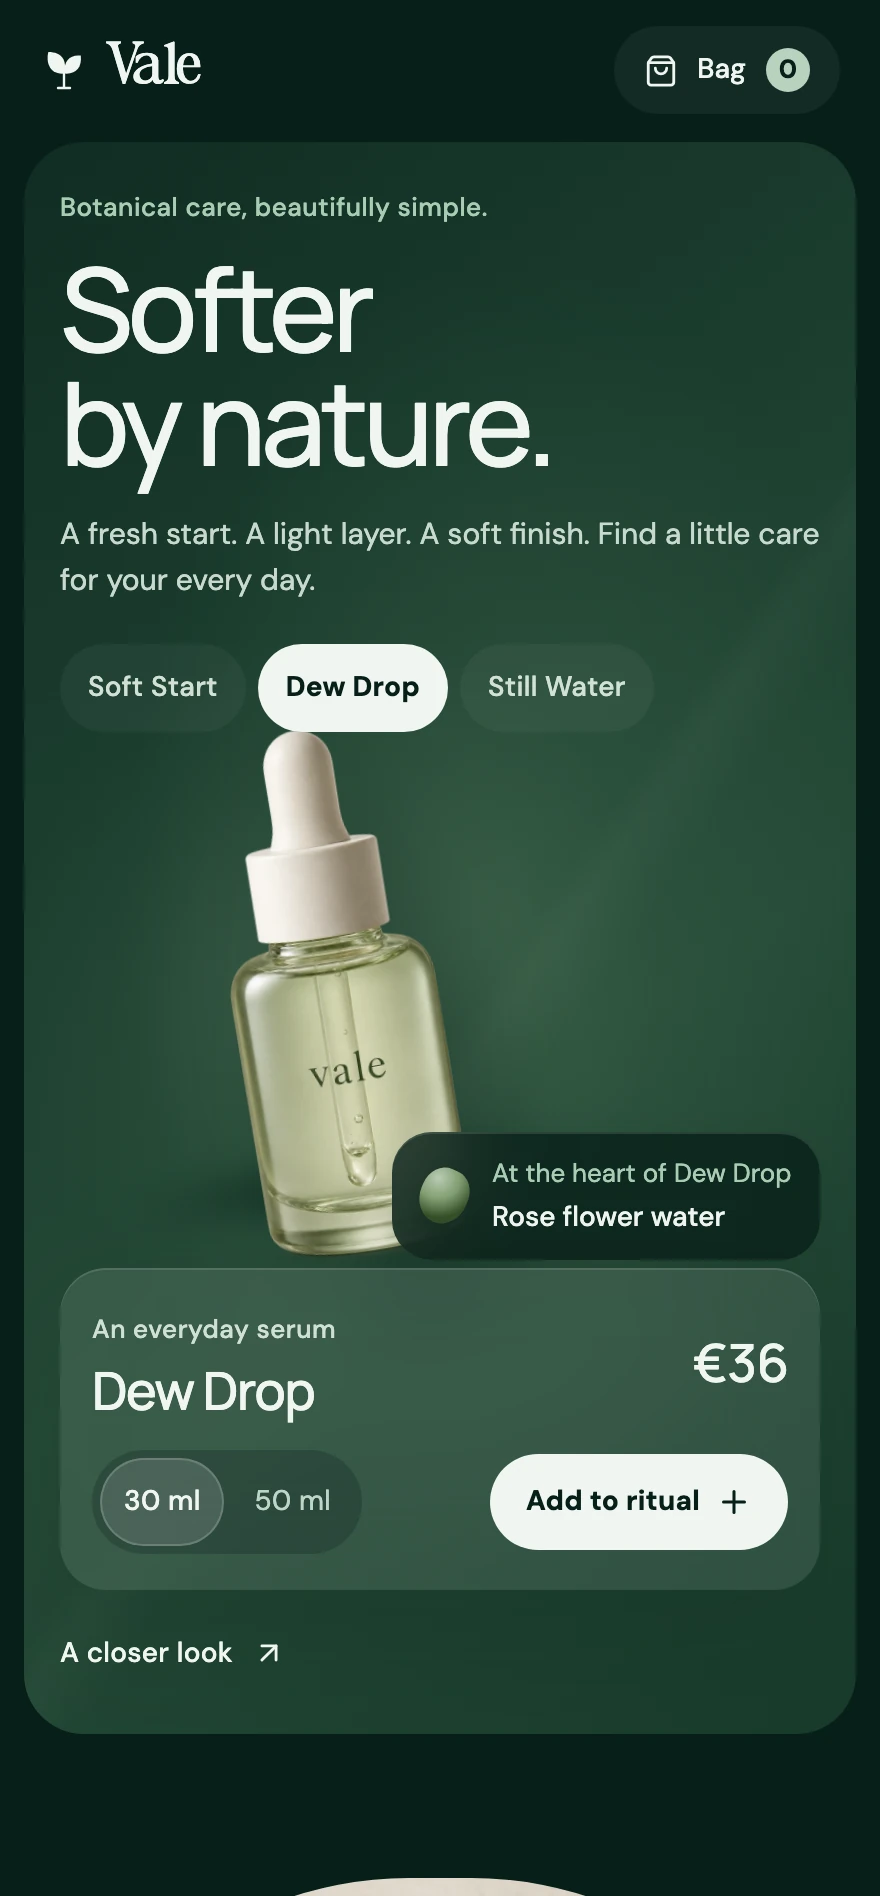 Vale
Bag 0
Botanical care, beautifully simple.
Softer
by nature.
A fresh start. A light layer. A soft finish. Find a little care
for your every day.
Soft Start
Dew Drop
Still Water
vale
At the heart of Dew Drop
Rose flower water
An everyday serum
Dew Drop
€36
30 ml
50 ml
Add to ritual
A closer look